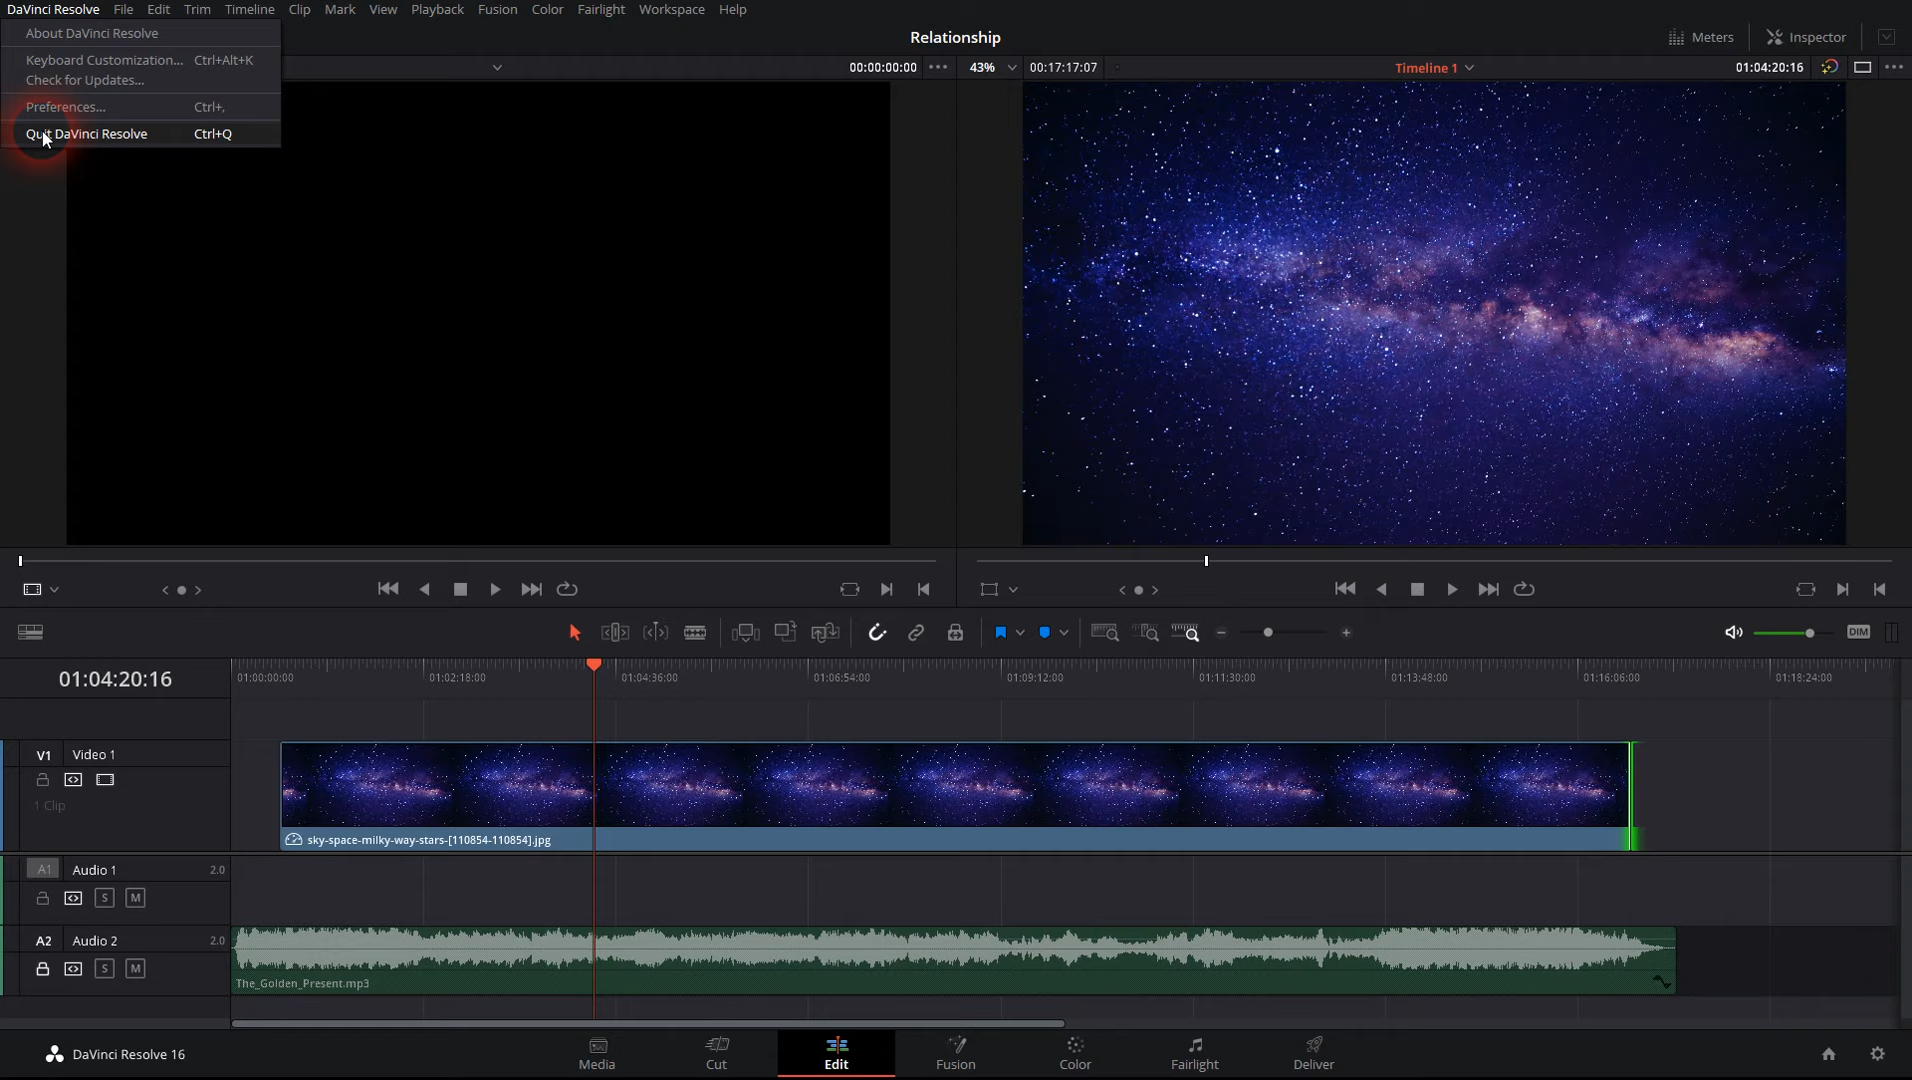 DaVinci Resolve File Edit Trim Timeline Clip Mark View Playback Fusion Color Fairlight Workspace Help
About DaVinci Resolve
Keyboard Customization... Ctrl+Alt+K
Check for Updates...
Preferences... Ctrl+,
Quit DaVinci Resolve Ctrl+Q
Relationship
Meters
Inspector
00:00:00:00
43%
00:17:17:07
Timeline 1
01:04:20:16
DIM
01:04:20:16
01:00:00:00 01:02:18:00 01:04:36:00 01:06:54:00 01:09:12:00 01:11:30:00 01:13:48:00 01:16:06:00 01:18:24:00
V1 Video 1
1 Clip
sky-space-milky-way-stars-[110854-110854].jpg
A1 Audio 1 2.0
S M
A2 Audio 2 2.0
S M
The_Golden_Present.mp3
DaVinci Resolve 16
Media Cut Edit Fusion Color Fairlight Deliver